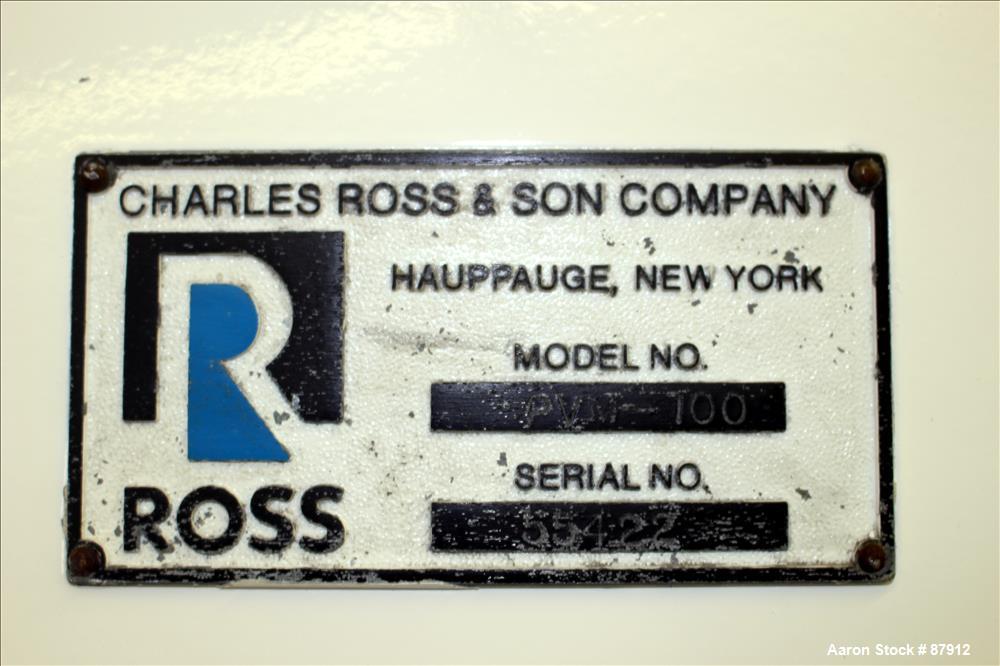 CHARLES ROSS & SON COMPANY
HAUPPAUGE, NEW YORK
MODEL NO.
PVM-100
SERIAL NO.
55422
R
ROSS
Aaron Stock # 87912